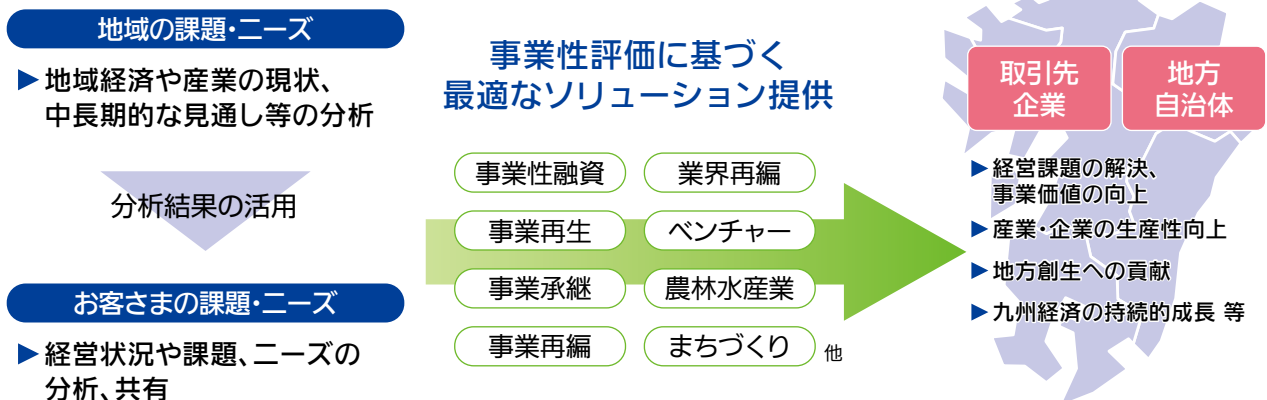 地域の課題・ニーズ
▶地域経済や産業の現状、
中長期的な見通し等の分析
分析結果の活用
お客さまの課題・ニーズ
▶経営状況や課題、ニーズの
分析、共有
事業性評価に基づく
最適なソリューション提供
事業性融資
業界再編
事業再生
ベンチャー
事業承継
農林水産業
事業再編
まちづくり
他
取引先
企業
地方
自治体
▶経営課題の解決、
事業価値の向上
▶産業・企業の生産性向上
▶地方創生への貢献
▶九州経済の持続的成長 等